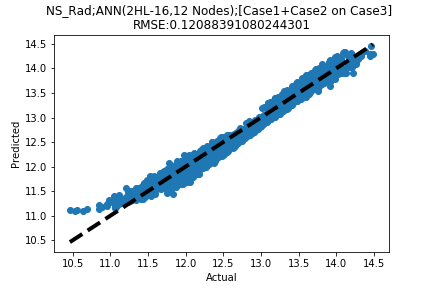 NS_Rad;ANN(2HL-16,12 Nodes);[Case1+Case2 on Case3]
RMSE:0.12088391080244301
14.5
14.0
13.5
13.0
12.5
12.0
11.5
11.0
10.5
Predicted
10.5 11.0 11.5 12.0 12.5 13.0 13.5 14.0 14.5
Actual